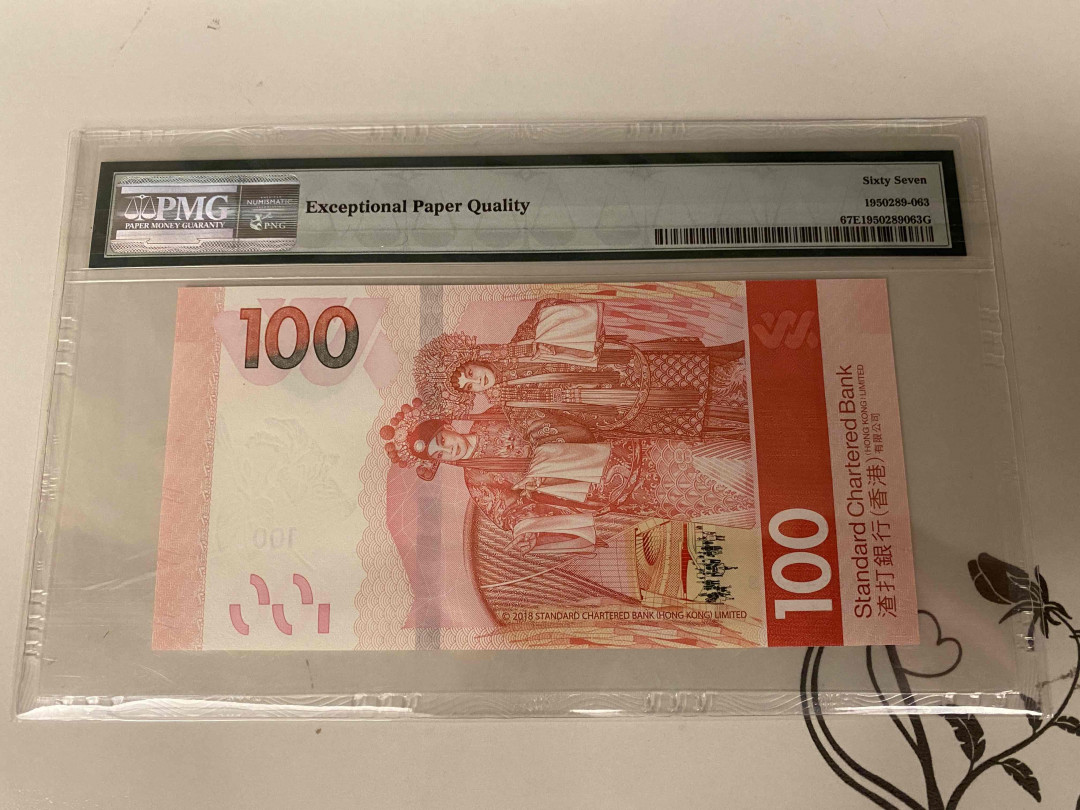 PMG
PAPER MONEY GUARANTY
NUMISMATIC
PNG
Exceptional Paper Quality
Sixty Seven
1950289-063
67E1950289063G
100
100
© 2018 STANDARD CHARTERED BANK (HONG KONG) LIMITED
100
Standard Chartered Bank
(HONG KONG) LIMITED
渣打銀行(香港)有限公司